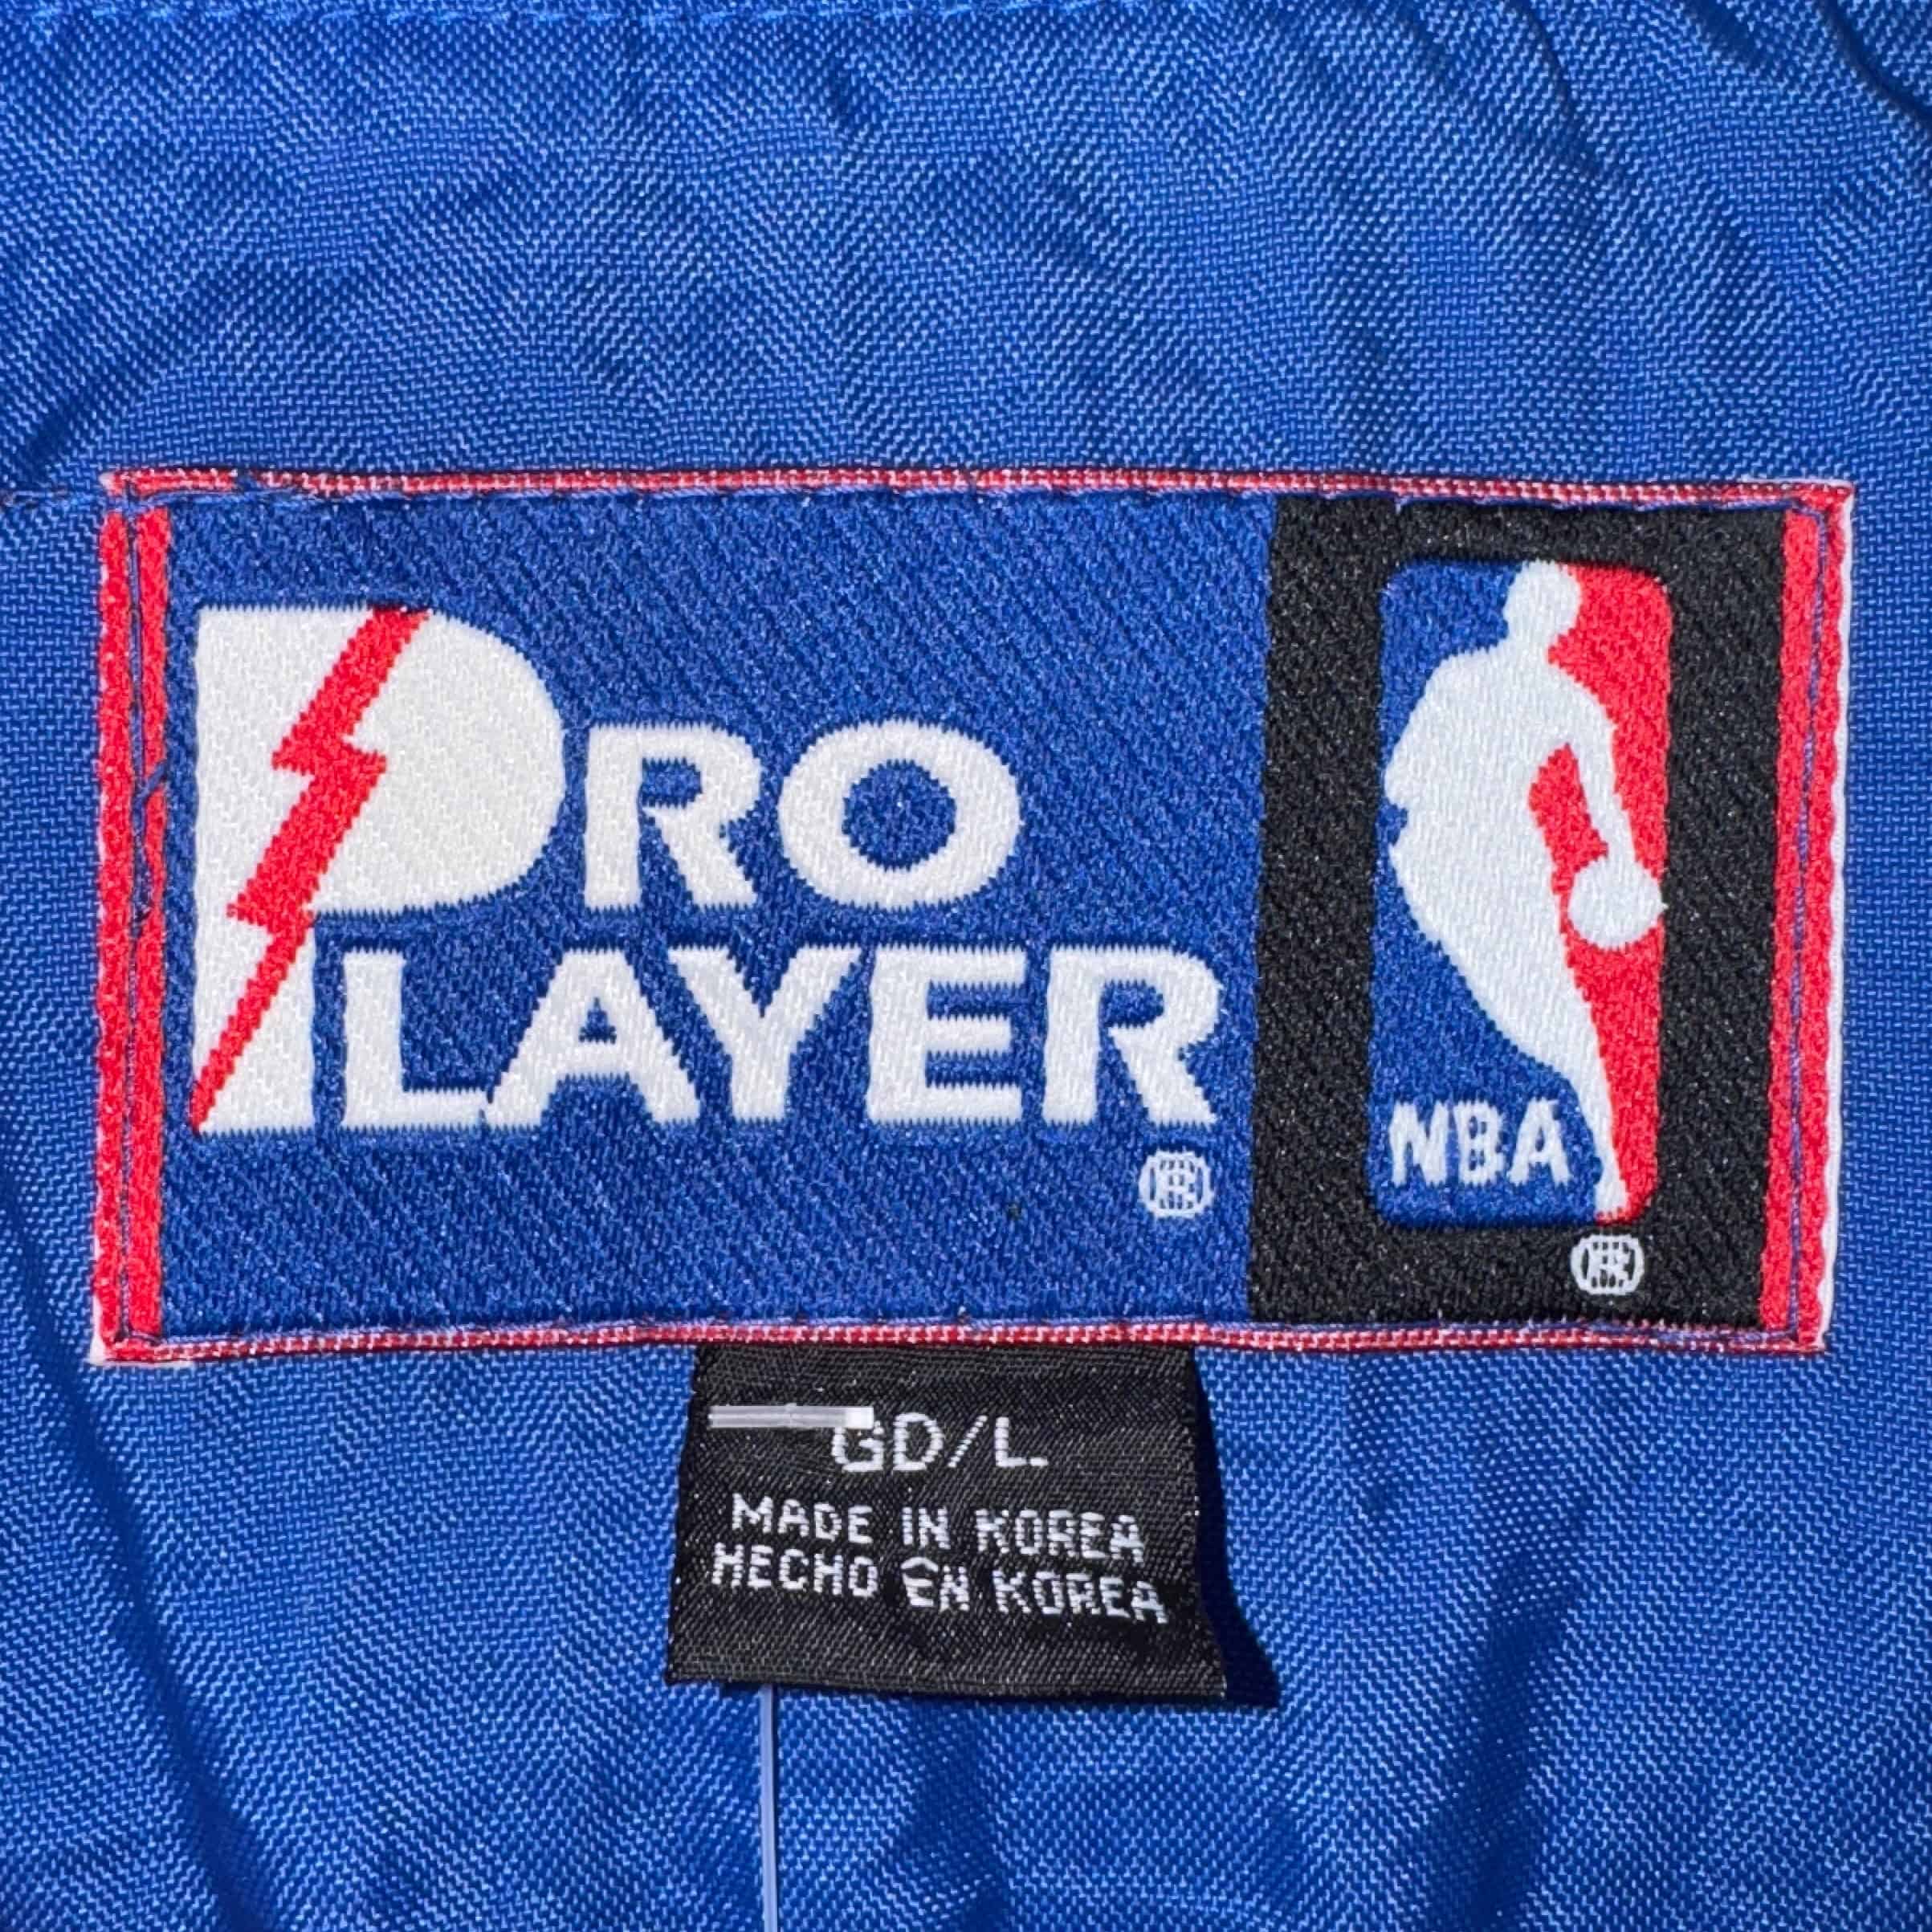 PRO
PLAYER
®
NBA
®
GD/L.
MADE IN KOREA
HECHO EN KOREA